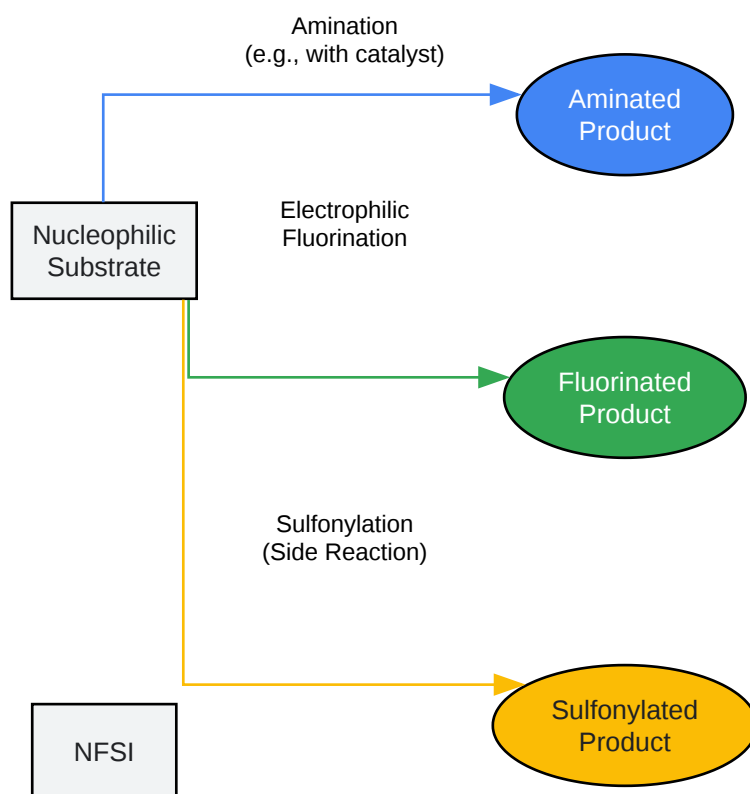 Amination
(e.g., with catalyst)
Aminated
Product
Nucleophilic
Substrate
Electrophilic
Fluorination
Fluorinated
Product
Sulfonylation
(Side Reaction)
Sulfonylated
Product
NFSI